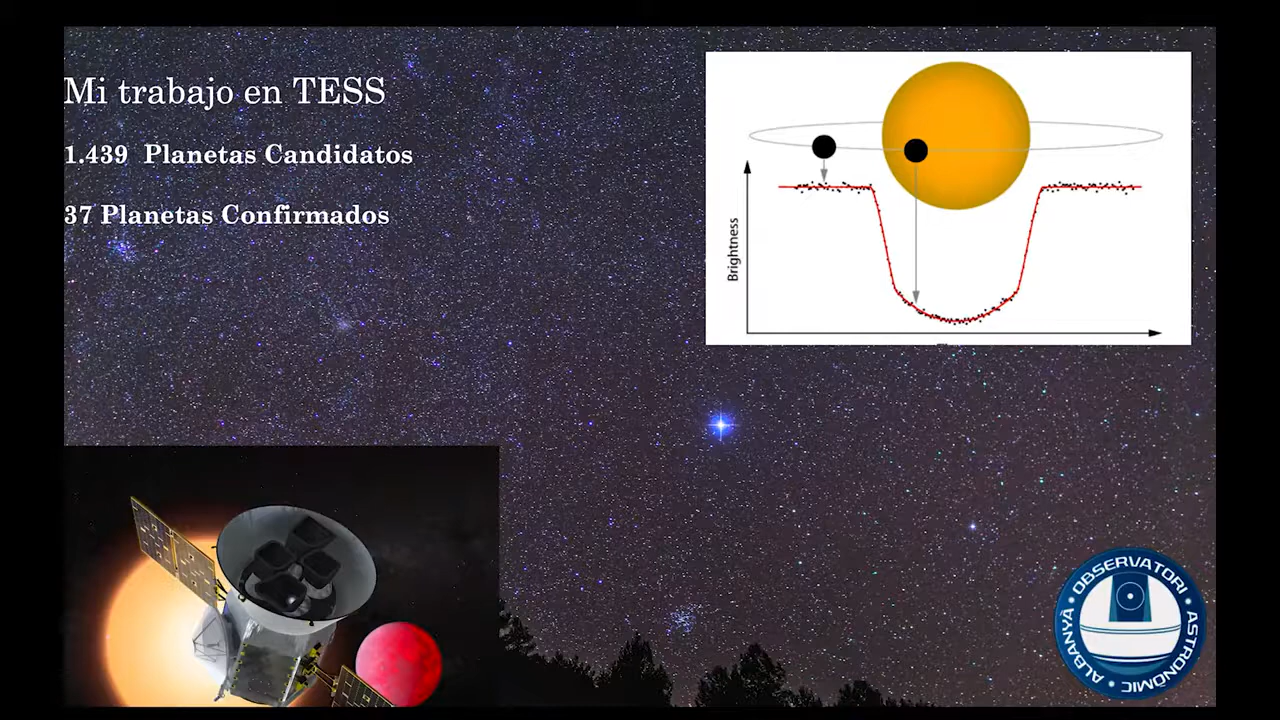 Mi trabajo en TESS
1.439 Planetas Candidatos
37 Planetas Confirmados
Brightness
OBSERVATORI ASTRONÒMIC ALBANYÀ